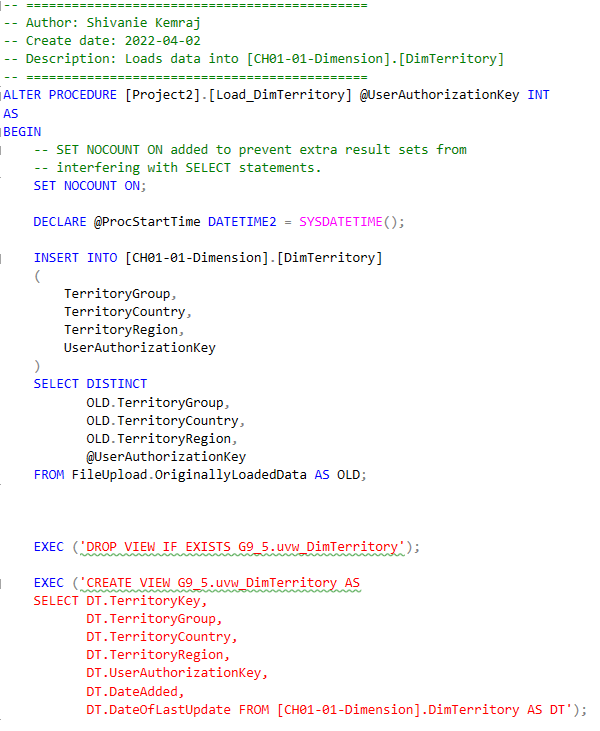 -- =============================================
-- Author: Shivanie Kemraj
-- Create date: 2022-04-02
-- Description: Loads data into [CH01-01-Dimension].[DimTerritory]
-- =============================================
ALTER PROCEDURE [Project2].[Load_DimTerritory] @UserAuthorizationKey INT
AS
BEGIN
    -- SET NOCOUNT ON added to prevent extra result sets from
    -- interfering with SELECT statements.
    SET NOCOUNT ON;

    DECLARE @ProcStartTime DATETIME2 = SYSDATETIME();

    INSERT INTO [CH01-01-Dimension].[DimTerritory]
    (
        TerritoryGroup,
        TerritoryCountry,
        TerritoryRegion,
        UserAuthorizationKey
    )
    SELECT DISTINCT
           OLD.TerritoryGroup,
           OLD.TerritoryCountry,
           OLD.TerritoryRegion,
           @UserAuthorizationKey
    FROM FileUpload.OriginallyLoadedData AS OLD;

    EXEC ('DROP VIEW IF EXISTS G9_5.uvw_DimTerritory');

    EXEC ('CREATE VIEW G9_5.uvw_DimTerritory AS
    SELECT DT.TerritoryKey,
           DT.TerritoryGroup,
           DT.TerritoryCountry,
           DT.TerritoryRegion,
           DT.UserAuthorizationKey,
           DT.DateAdded,
           DT.DateOfLastUpdate FROM [CH01-01-Dimension].DimTerritory AS DT');